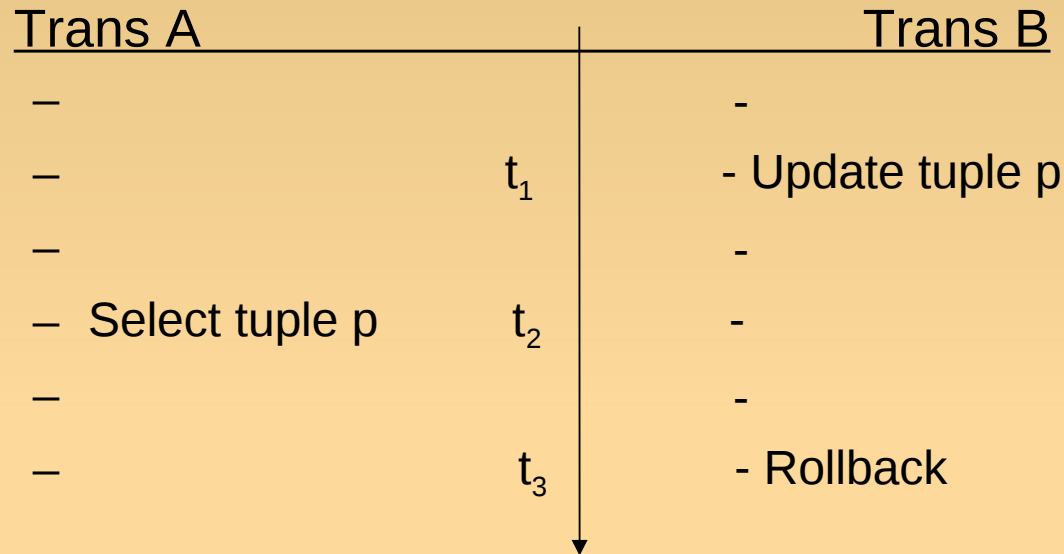 Trans A Trans B
– -
– t₁ - Update tuple p
– -
– Select tuple p t₂ -
– -
– t₃ - Rollback